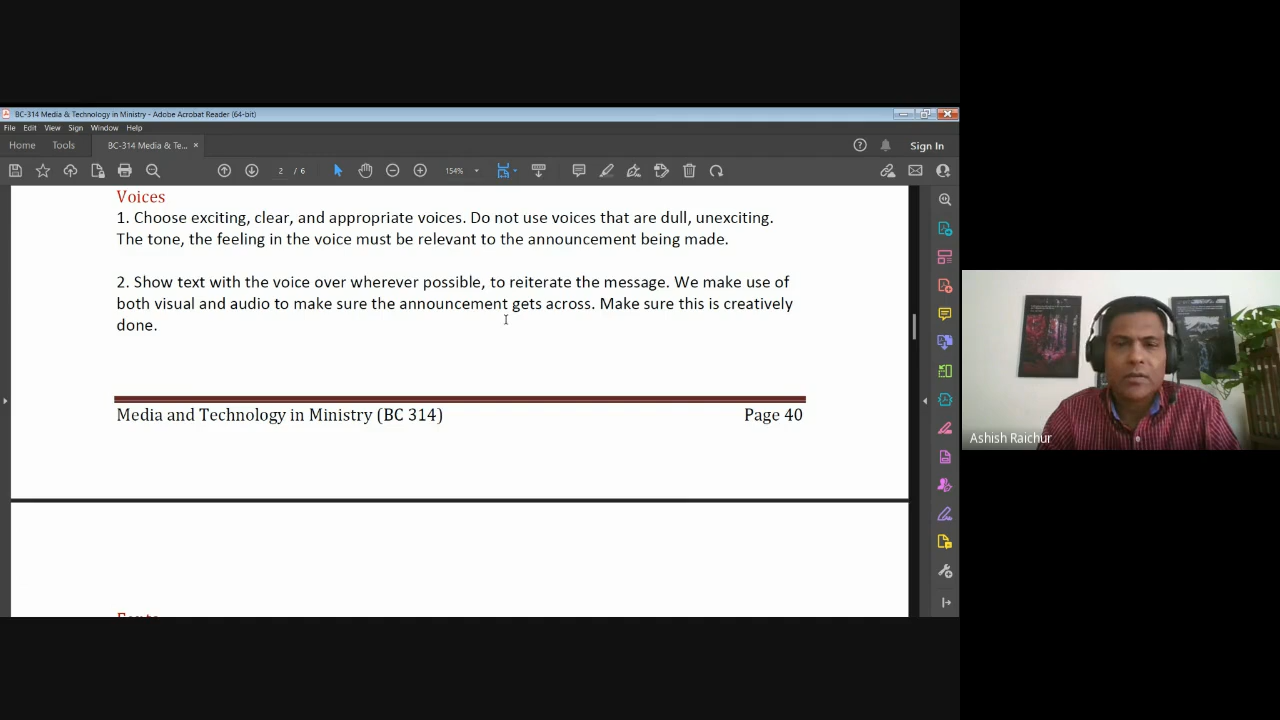 BC-314 Media & Technology in Ministry - Adobe Acrobat Reader (64-bit)
File Edit View Sign Window Help
Home Tools BC-314 Media & Te... × Sign In
2 / 6 154%
Voices
1. Choose exciting, clear, and appropriate voices. Do not use voices that are dull, unexciting.
The tone, the feeling in the voice must be relevant to the announcement being made.
2. Show text with the voice over wherever possible, to reiterate the message. We make use of
both visual and audio to make sure the announcement gets across. Make sure this is creatively
done.
Media and Technology in Ministry (BC 314) Page 40
Fonts
Ashish Raichur